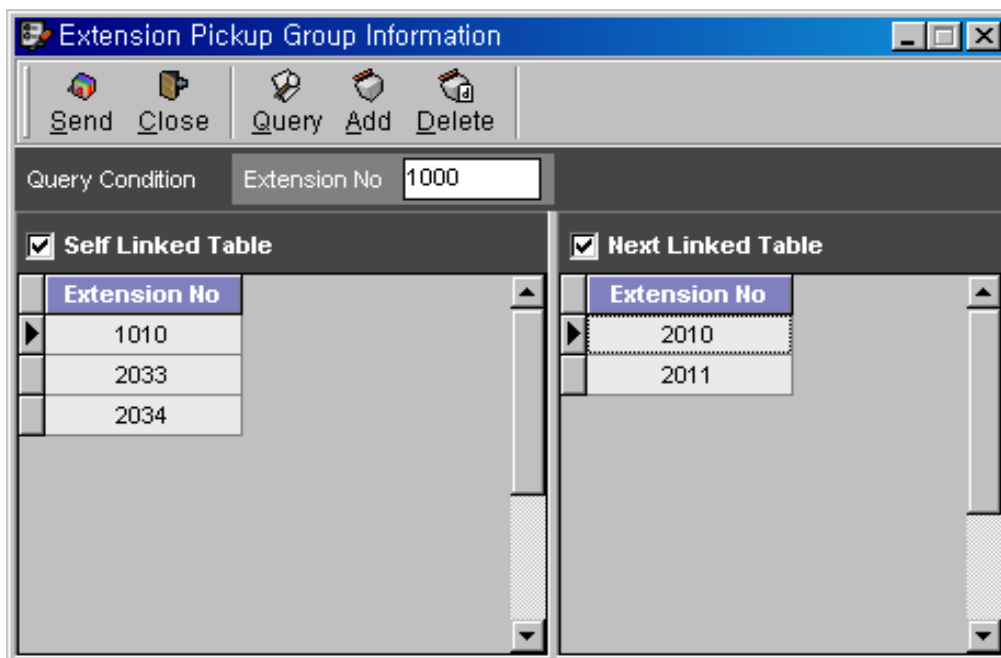 Extension Pickup Group Information
Send Close Query Add Delete
Query Condition Extension No 1000
Self Linked Table
Extension No
1010
2033
2034
Next Linked Table
Extension No
2010
2011